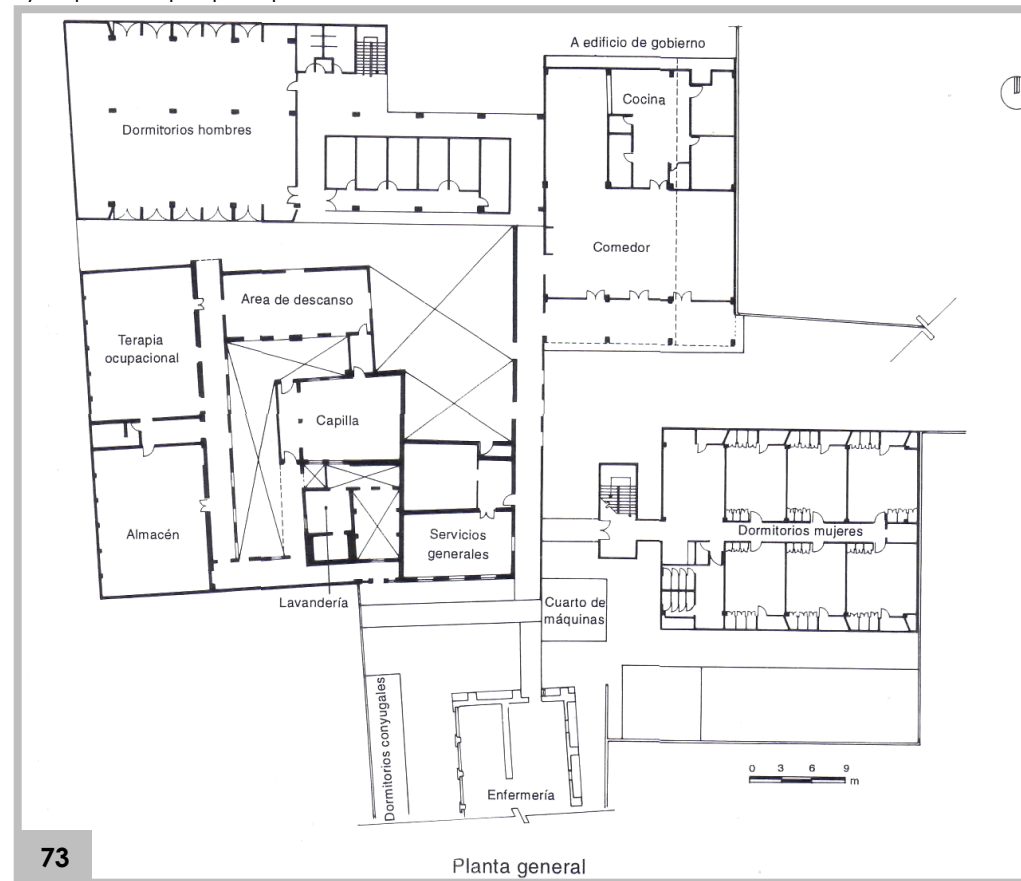 A edificio de gobierno
Cocina
Dormitorios hombres
Comedor
Area de descanso
Terapia
ocupacional
Capilla
Almacén
Servicios
generales
Dormitorios mujeres
Lavandería
Cuarto de
máquinas
Dormitorios conyugales
0 3 6 9
m
Enfermería
73
Planta general